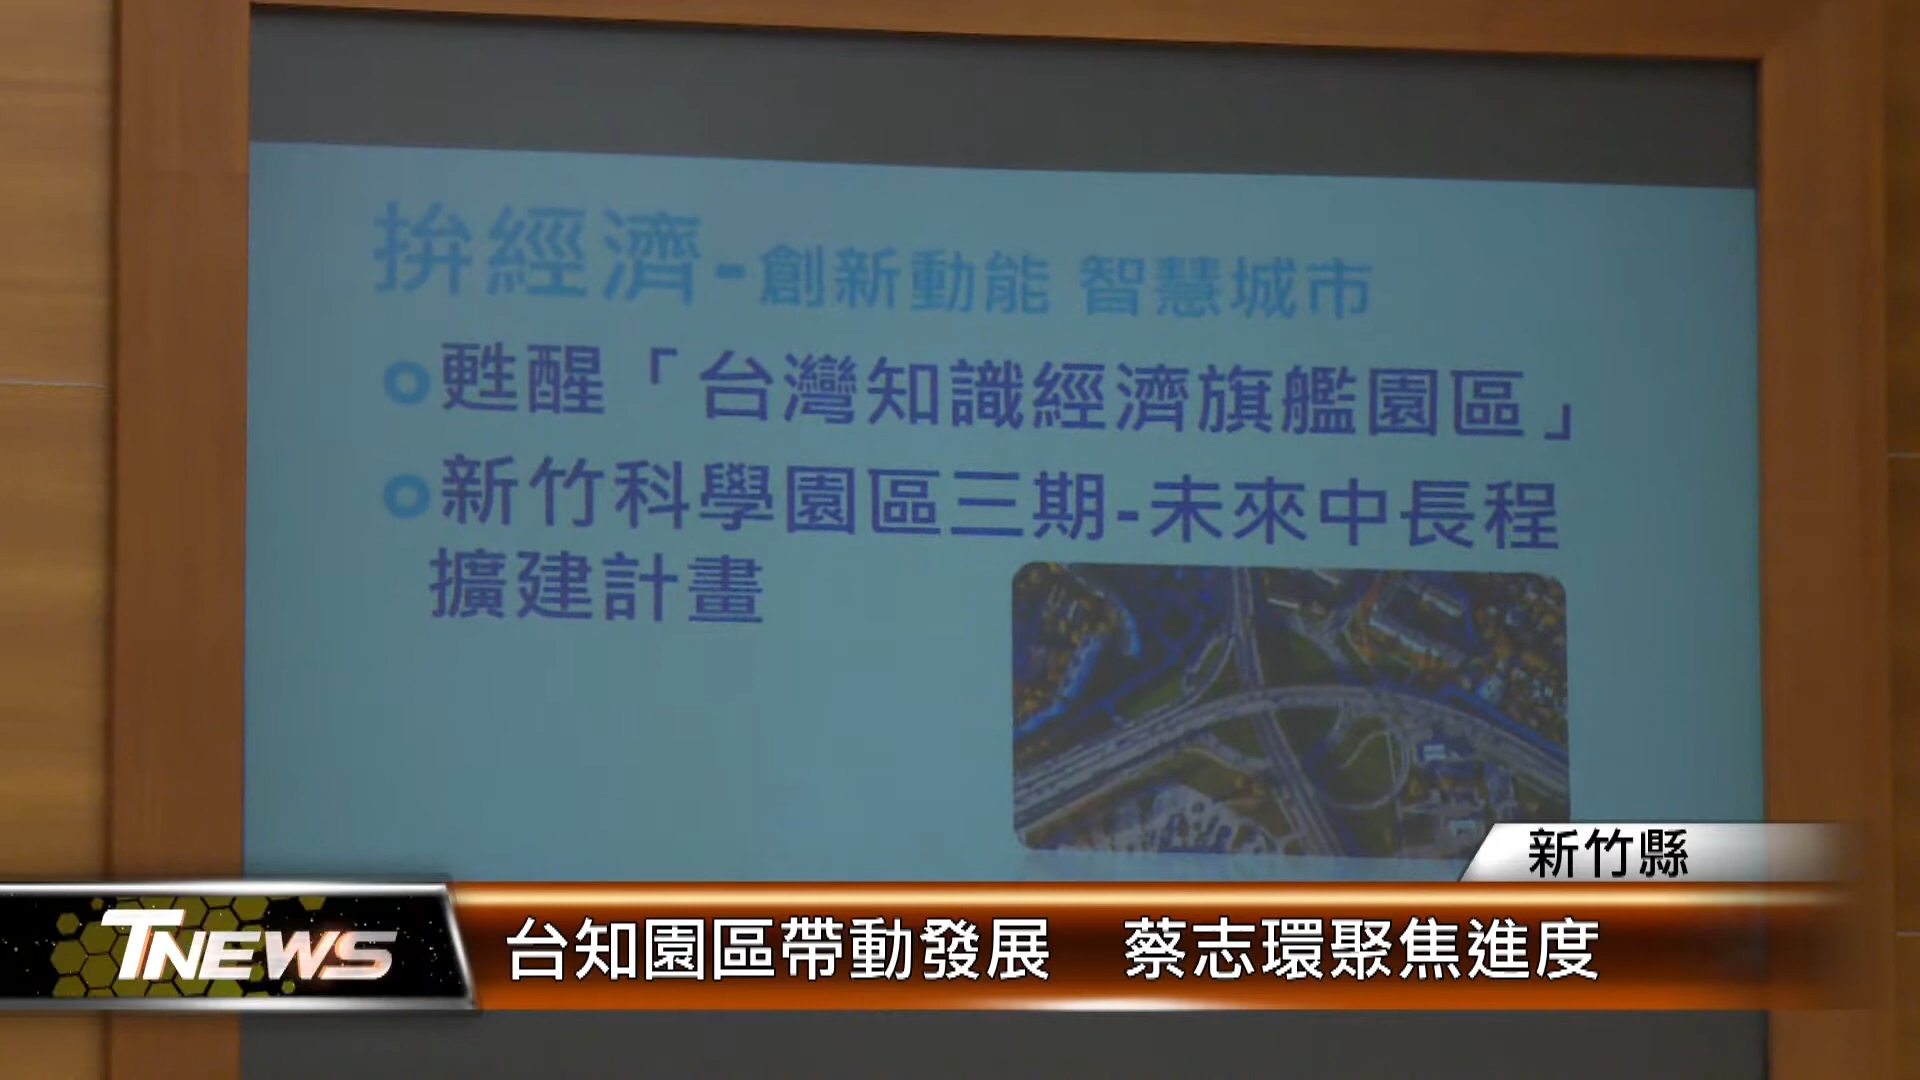 拚經濟-創新動能 智慧城市
甦醒「台灣知識經濟旗艦園區」
新竹科學園區三期-未來中長程
擴建計畫
新竹縣
TNEWS
台知園區帶動發展 蔡志環聚焦進度